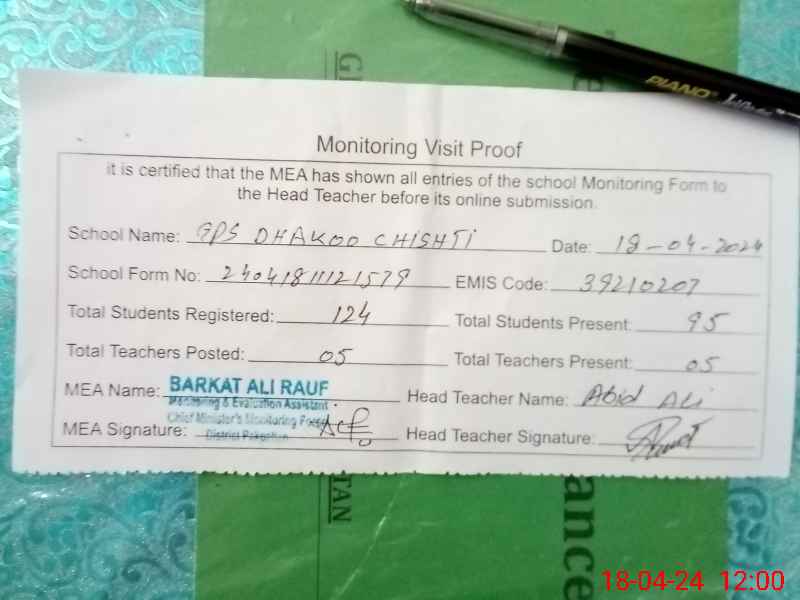 PIANO
Monitoring Visit Proof
it is certified that the MEA has shown all entries of the school Monitoring Form to
the Head Teacher before its online submission.
School Name: GPS DHAKOO CHISHTI Date: 18-04-2024
School Form No: 24041811121579 EMIS Code: 39210207
Total Students Registered: 124 Total Students Present: 95
Total Teachers Posted: 05 Total Teachers Present: 05
MEA Name: BARKAT ALI RAUF Head Teacher Name: Abid ALi
Monitoring & Evaluation Assistant
Chief Minister's Monitoring Force
MEA Signature: District Pakpattan Head Teacher Signature:
TAN
ance
18-04-24 12:00